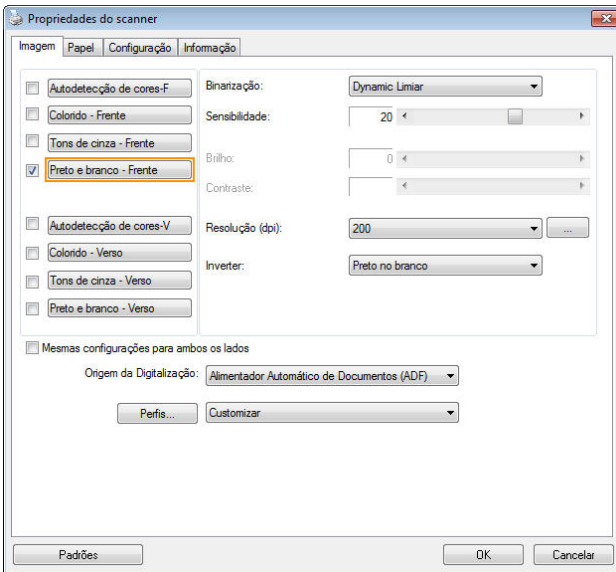 Propriedades do scanner
Imagem Papel Configuração Informação
Autodetecção de cores-F
Colorido - Frente
Tons de cinza - Frente
Preto e branco - Frente
Autodetecção de cores-V
Colorido - Verso
Tons de cinza - Verso
Preto e branco - Verso
Binarização: Dynamic Limiar
Sensibilidade: 20
Brilho: 0
Contraste:
Resolução (dpi): 200 ...
Inverter: Preto no branco
Mesmas configurações para ambos os lados
Origem da Digitalização: Alimentador Automático de Documentos (ADF)
Perfis... Customizar
Padrões OK Cancelar